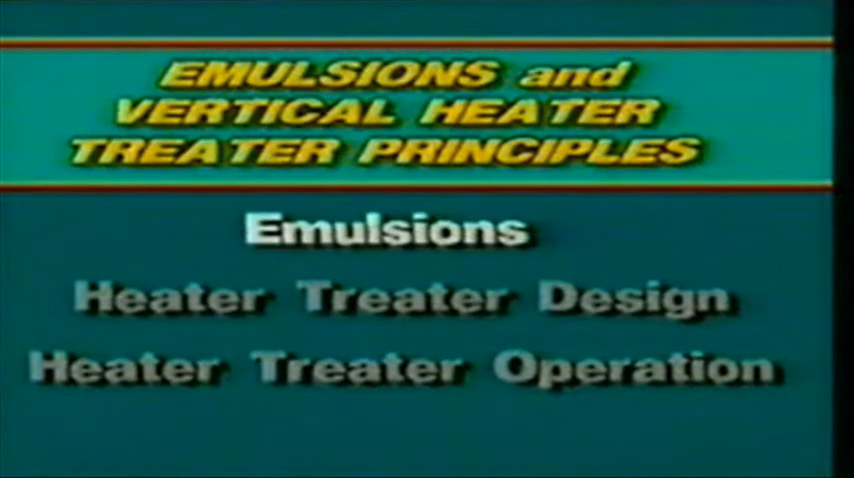 EMULSIONS and
VERTICAL HEATER
TREATER PRINCIPLES
Emulsions
Heater Treater Design
Heater Treater Operation